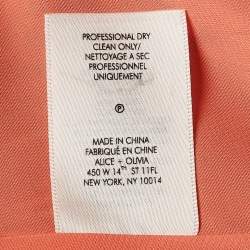 PROFESSIONAL DRY
CLEAN ONLY/
NETTOYAGE A SEC
PROFESSIONNEL
UNIQUEMENT
Ⓟ
MADE IN CHINA
FABRIQUÉ EN CHINE
ALICE + OLIVIA
450 W 14TH ST 11FL
NEW YORK, NY 10014